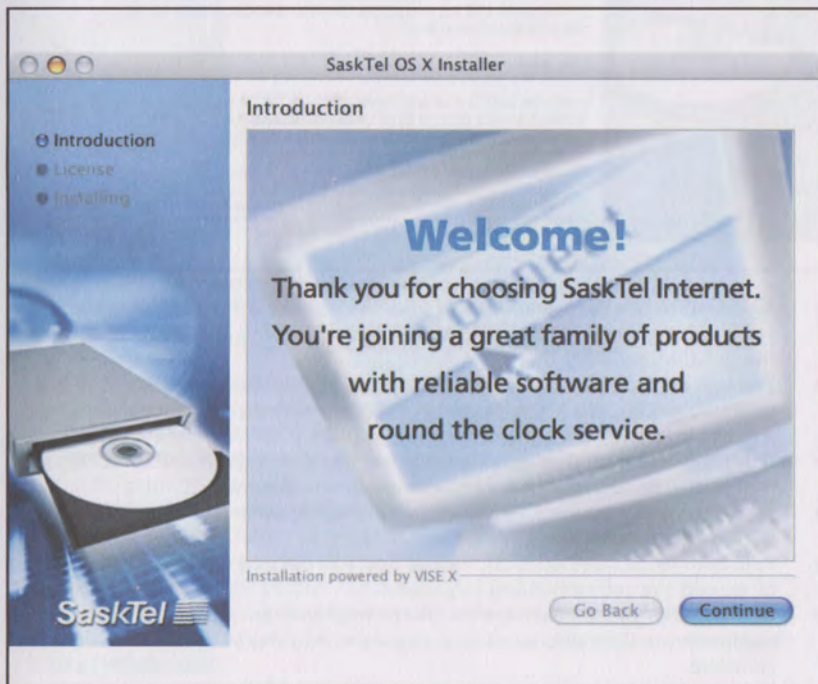 SaskTel OS X Installer
Introduction
Introduction
License
Installing
Connect
Welcome!
Thank you for choosing SaskTel Internet.
You're joining a great family of products
with reliable software and
round the clock service.
Installation powered by VISE X
SaskTel
Go Back
Continue